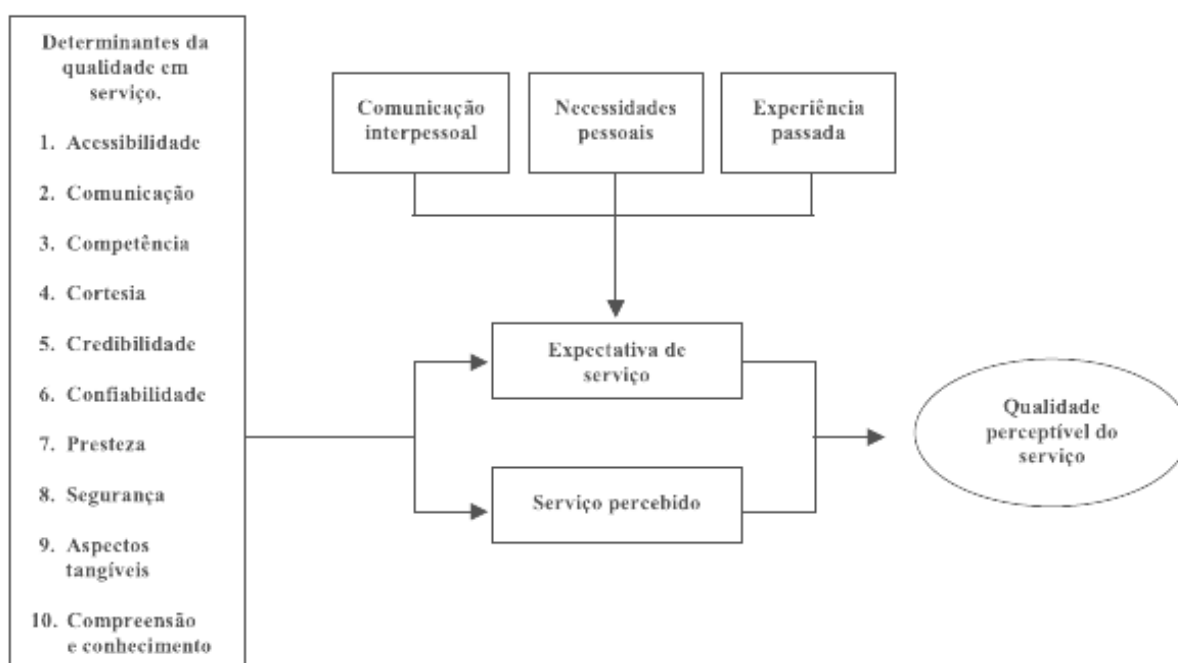 Determinantes da
qualidade em
serviço.
1. Acessibilidade
2. Comunicação
3. Competência
4. Cortesia
5. Credibilidade
6. Confiabilidade
7. Presteza
8. Segurança
9. Aspectos
tangíveis
10. Compreensão
e conhecimento
Comunicação
interpessoal
Necessidades
pessoais
Experiência
passada
Expectativa de
serviço
Serviço percebido
Qualidade
perceptível do
serviço